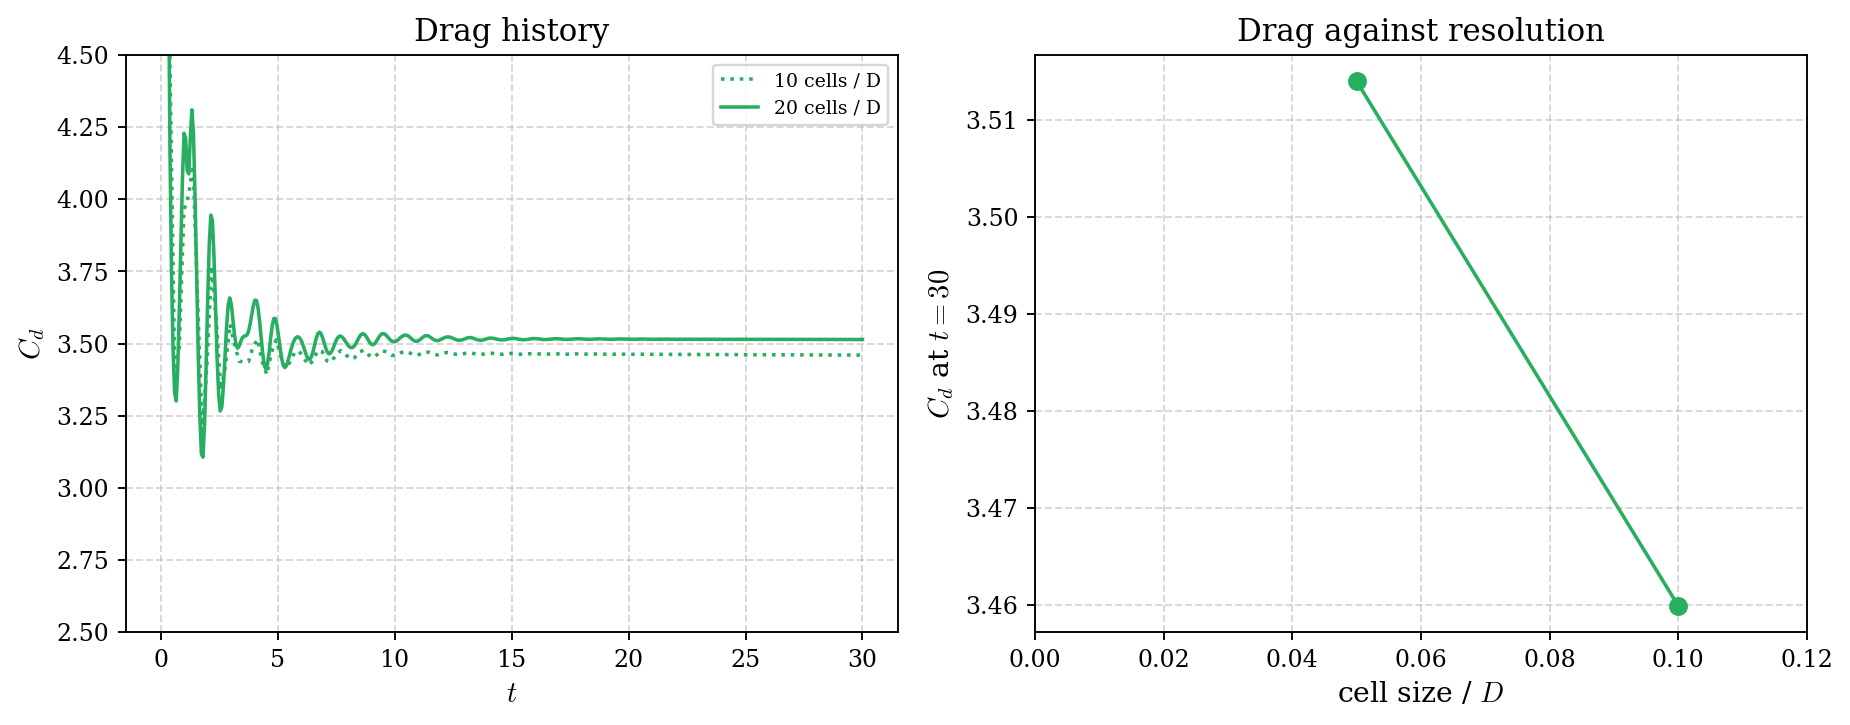 Drag history
4.50
4.25
4.00
3.75
3.50
3.25
3.00
2.75
2.50
C_d
0 5 10 15 20 25 30
t
10 cells / D
20 cells / D
Drag against resolution
3.51
3.50
3.49
3.48
3.47
3.46
C_d at t = 30
0.00 0.02 0.04 0.06 0.08 0.10 0.12
cell size / D